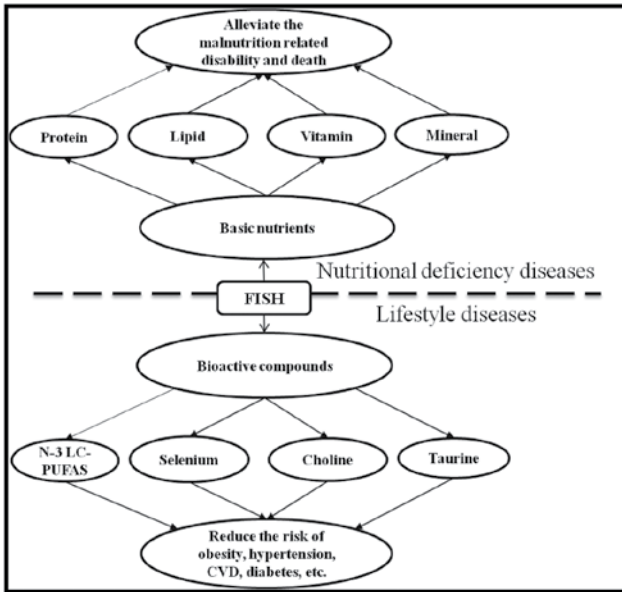 Alleviate the
malnutrition related
disability and death
Protein
Lipid
Vitamin
Mineral
Basic nutrients
Nutritional deficiency diseases
FISH
Lifestyle diseases
Bioactive compounds
N-3 LC-
PUFAS
Selenium
Choline
Taurine
Reduce the risk of
obesity, hypertension,
CVD, diabetes, etc.